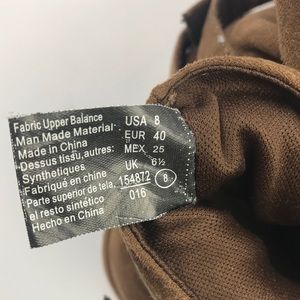 Fabric Upper Balance
Man Made Material
Made in China
Dessus tissu, autres:
Synthetiques
Fabriqué en chine
Parte superior de tela,
el resto sintético
Hecho en China
USA 8
EUR 40
MEX 25
UK 6½
154872 8
016